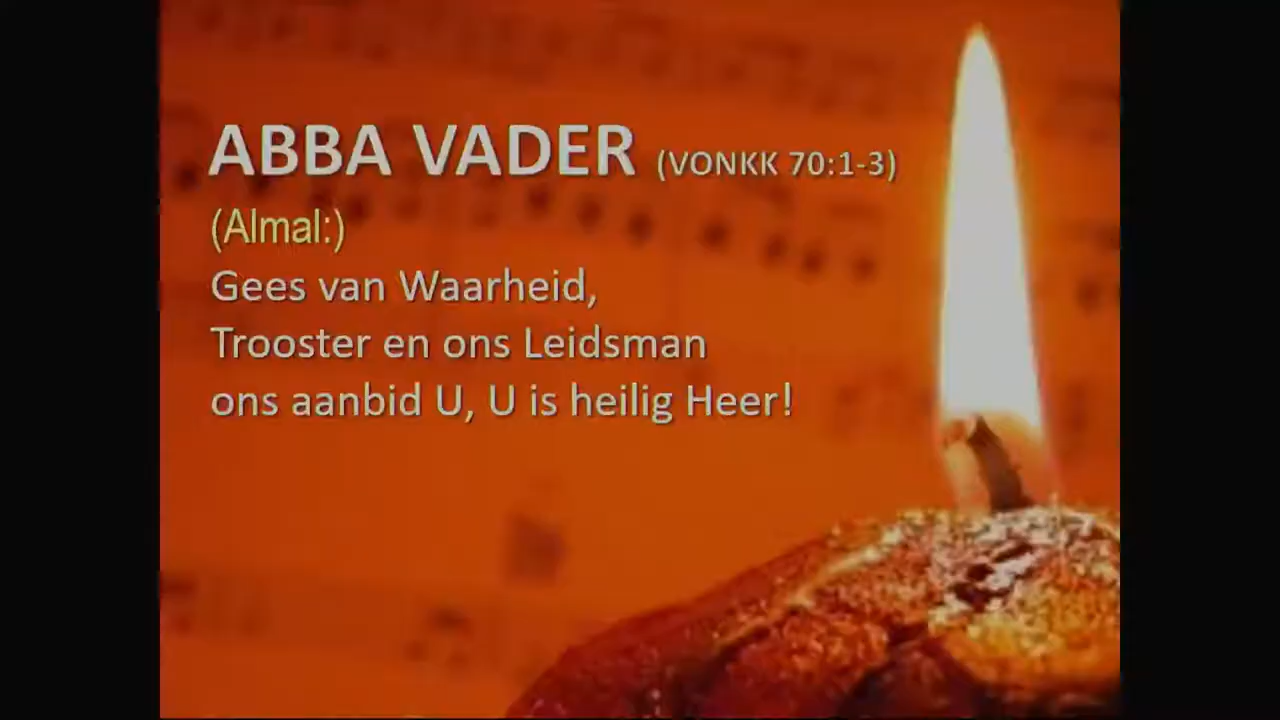 ABBA VADER (VONKK 70:1-3)
(Almal:)
Gees van Waarheid,
Trooster en ons Leidsman
ons aanbid U, U is heilig Heer!